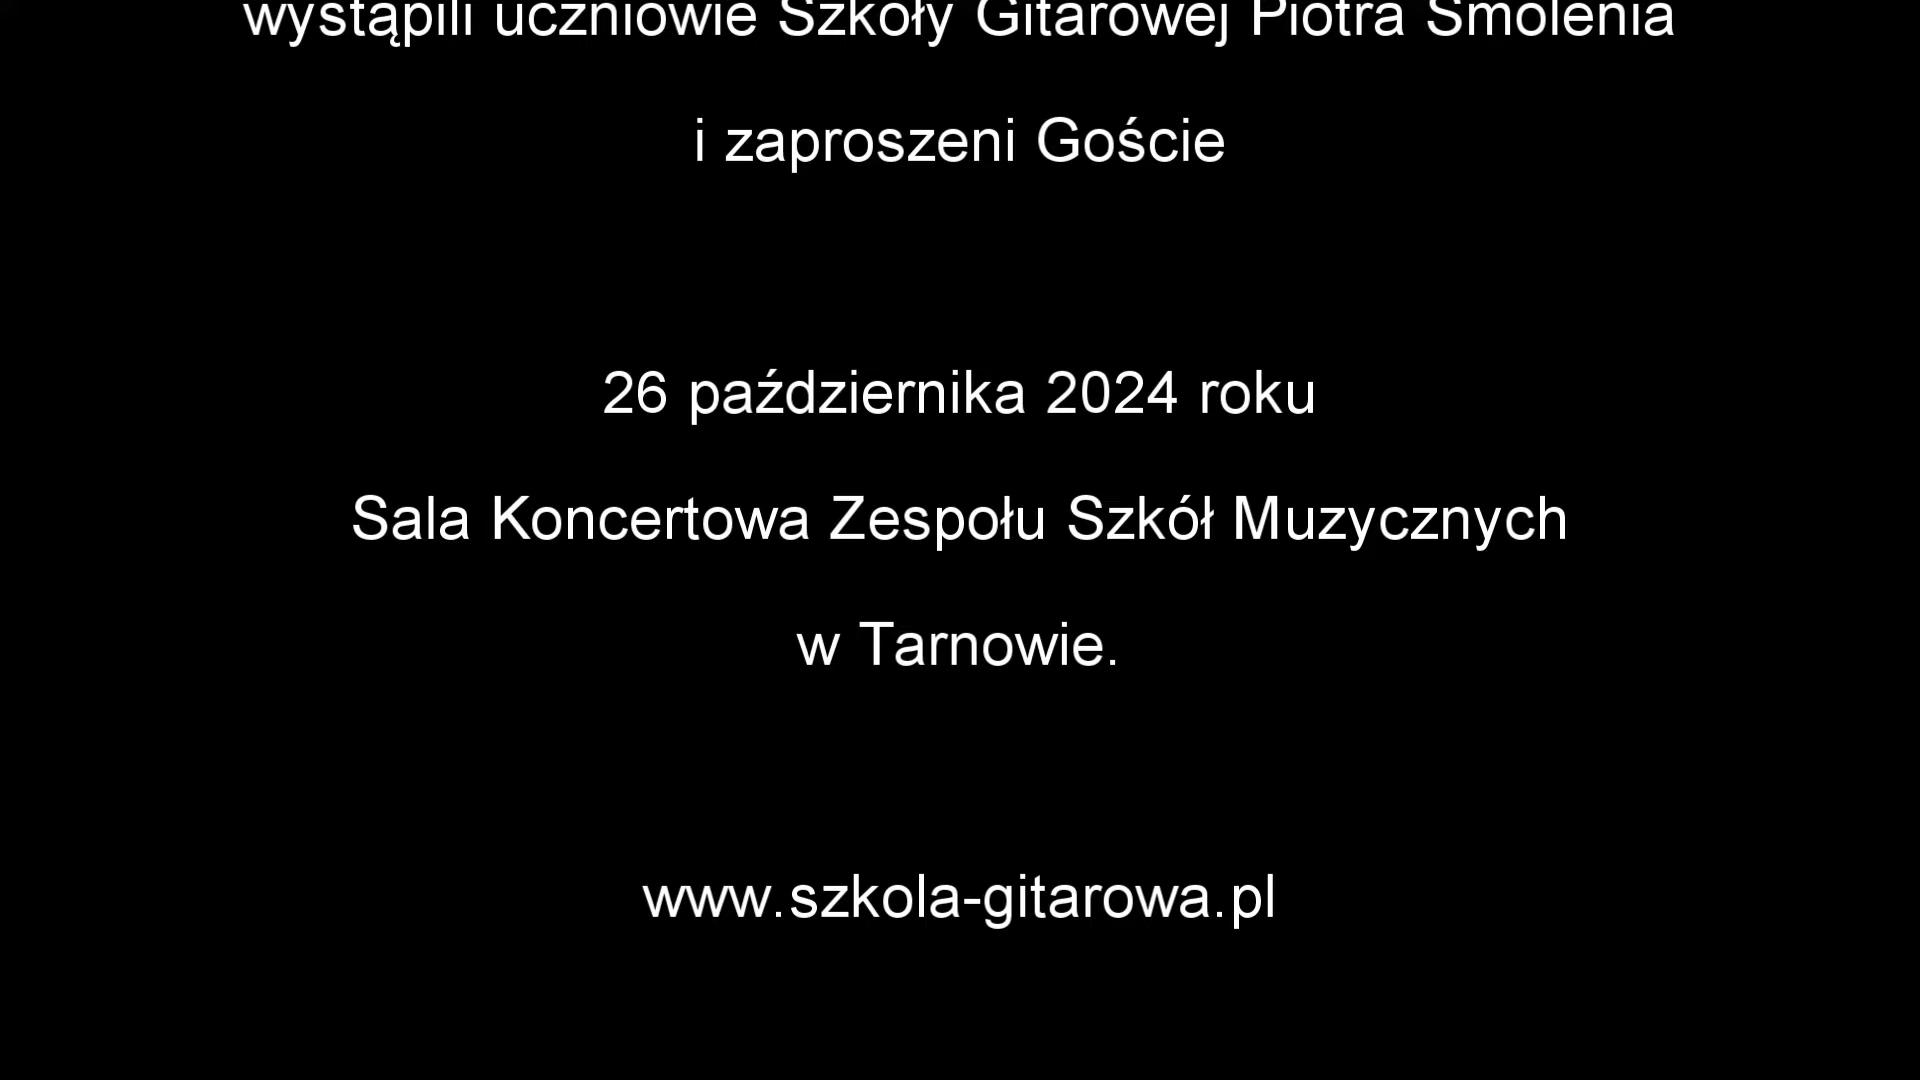 wystąpili uczniowie Szkoły Gitarowej Piotra Smolenia
i zaproszeni Goście
26 października 2024 roku
Sala Koncertowa Zespołu Szkół Muzycznych
w Tarnowie.
www.szkola-gitarowa.pl